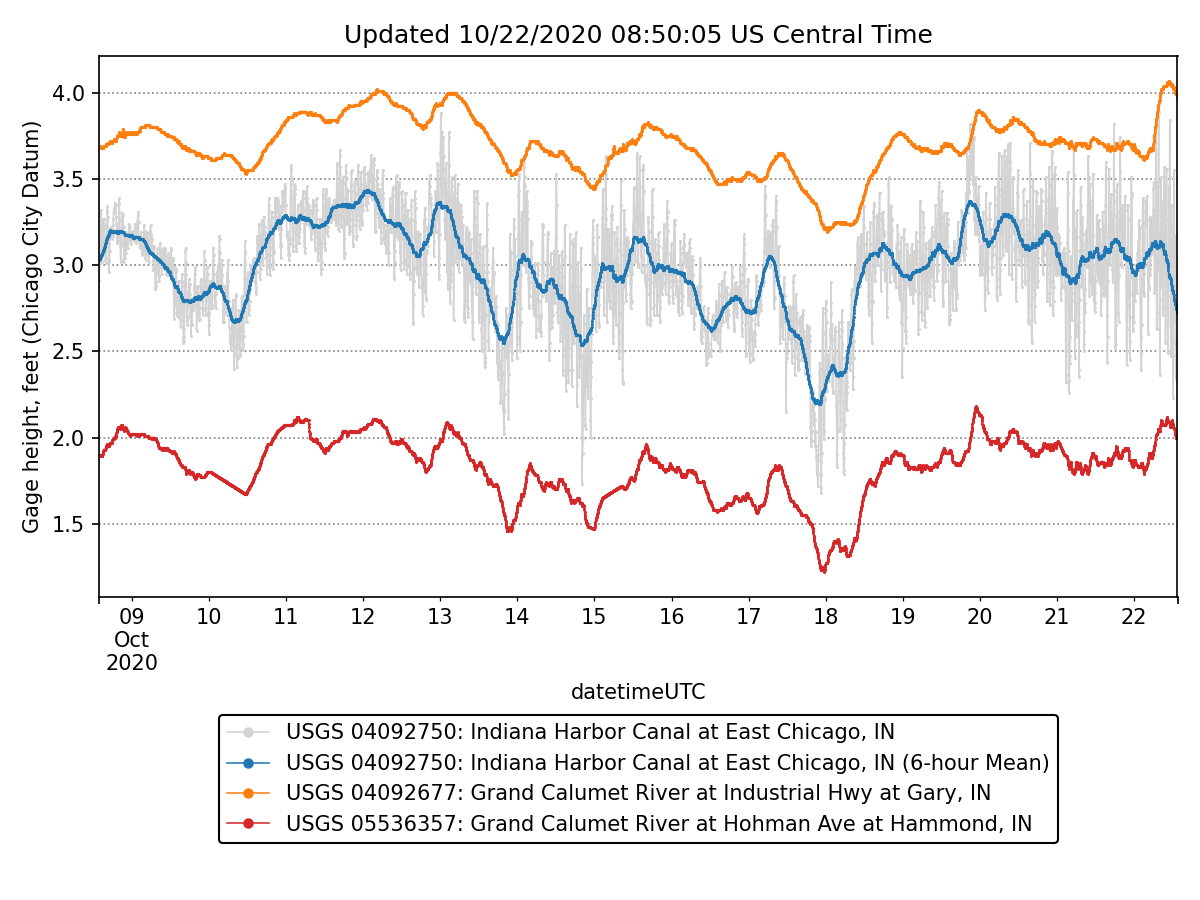 Updated 10/22/2020 08:50:05 US Central Time
Gage height, feet (Chicago City Datum)
4.0
3.5
3.0
2.5
2.0
1.5
09 10 11 12 13 14 15 16 17 18 19 20 21 22
Oct
2020
datetimeUTC
USGS 04092750: Indiana Harbor Canal at East Chicago, IN
USGS 04092750: Indiana Harbor Canal at East Chicago, IN (6-hour Mean)
USGS 04092677: Grand Calumet River at Industrial Hwy at Gary, IN
USGS 05536357: Grand Calumet River at Hohman Ave at Hammond, IN